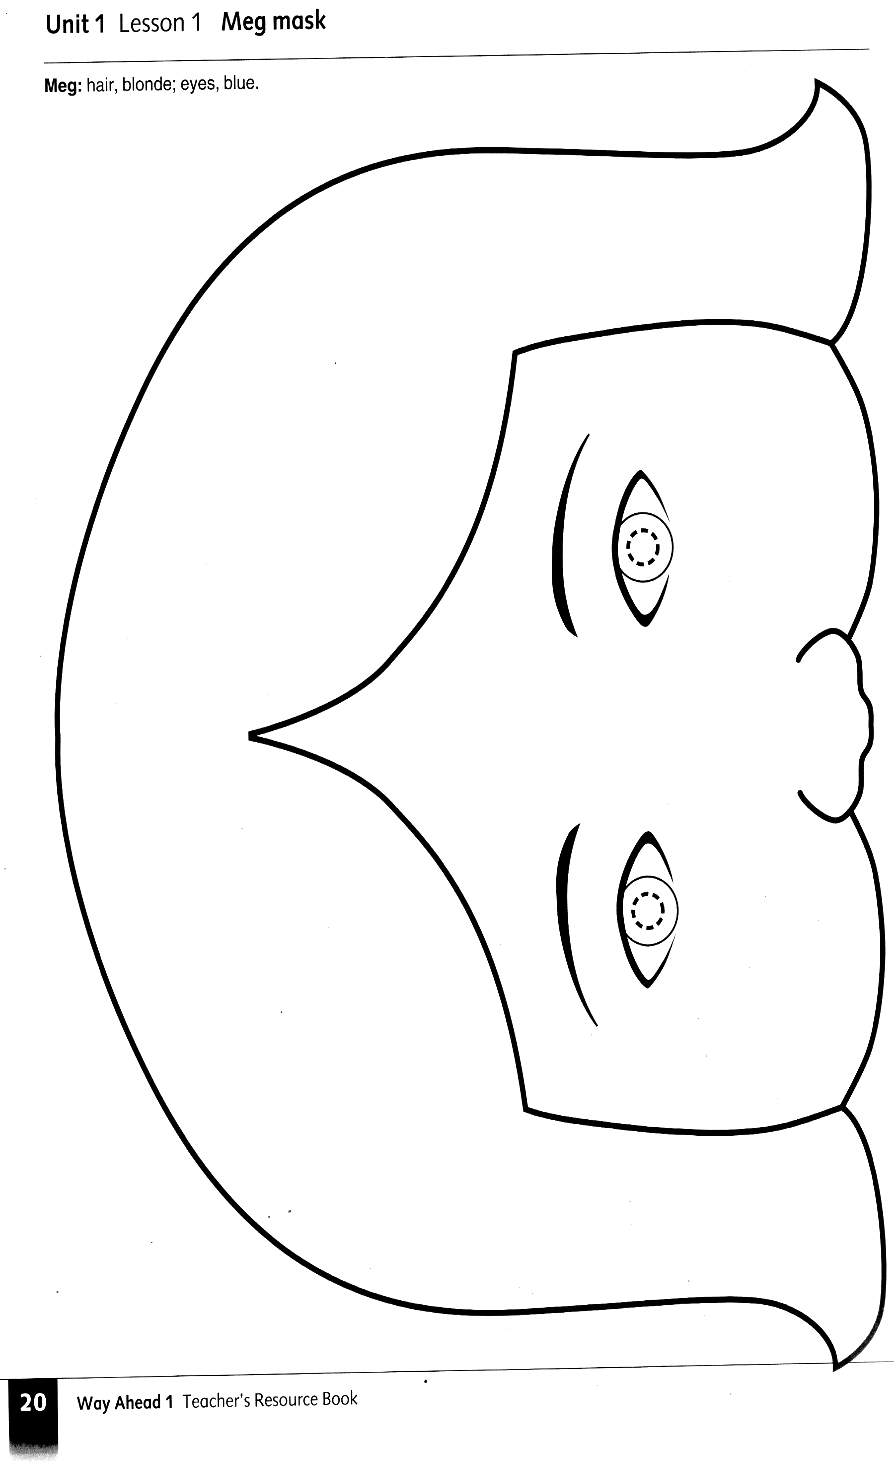 Unit 1 Lesson 1 Meg mask
Meg: hair, blonde; eyes, blue.
20 Way Ahead 1 Teacher's Resource Book